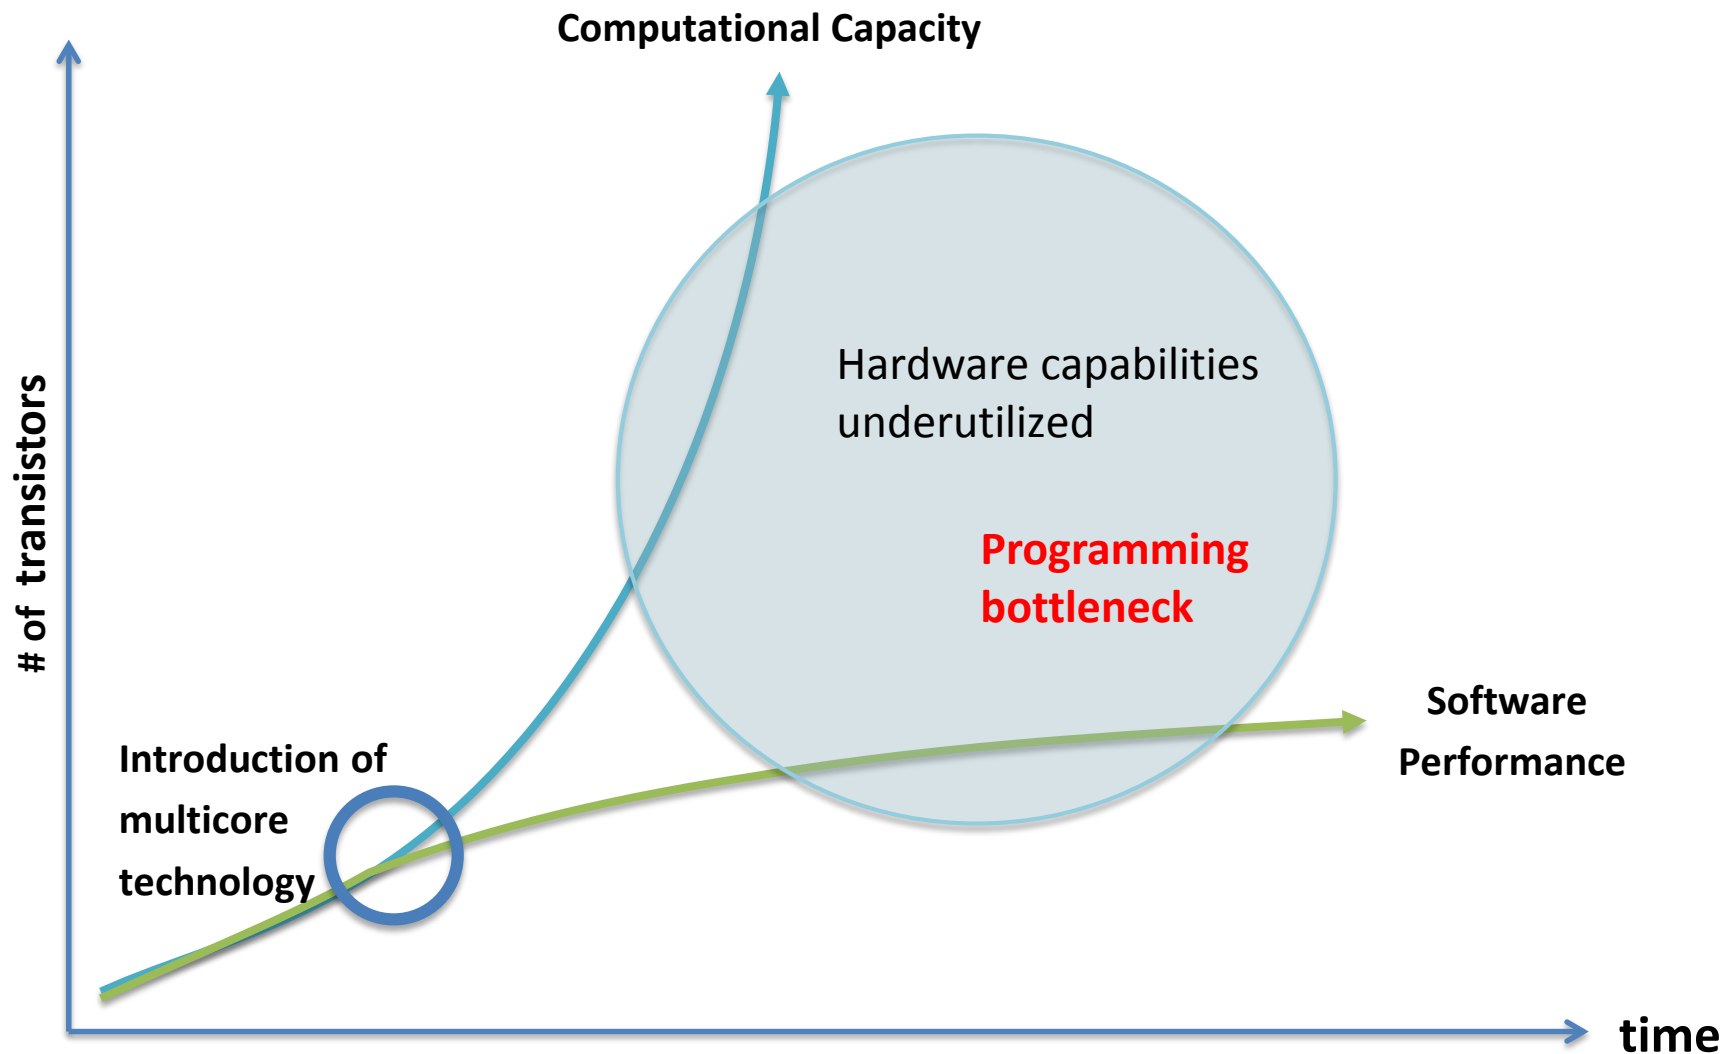 Computational Capacity
# of transistors
Hardware capabilities
underutilized
Programming
bottleneck
Software
Performance
Introduction of
multicore
technology
time